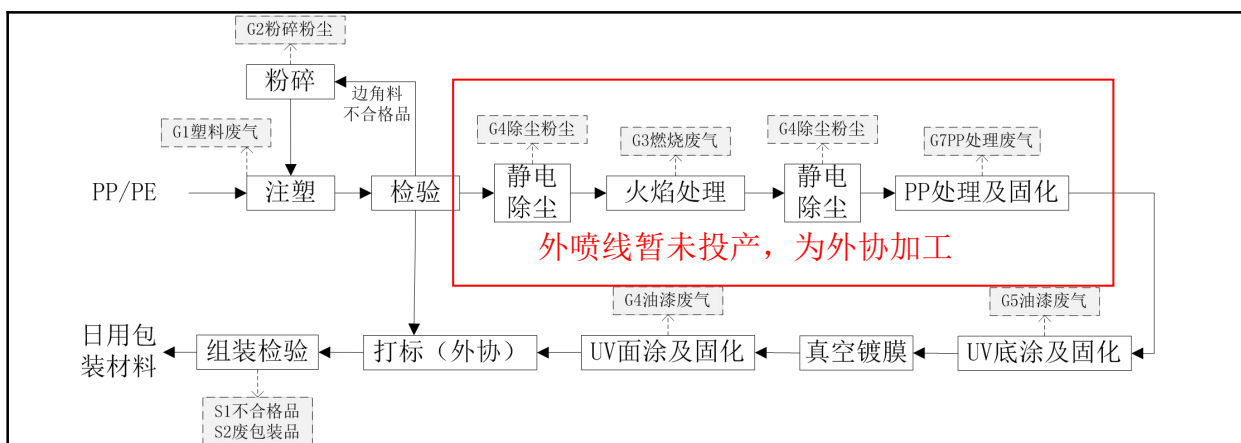 G2粉碎粉尘
粉碎
边角料
不合格品
G1塑料废气
G4除尘粉尘
G3燃烧废气
G4除尘粉尘
G7PP处理废气
PP/PE
注塑
检验
静电
除尘
火焰处理
静电
除尘
PP处理及固化
外喷线暂未投产，为外协加工
G4油漆废气
G5油漆废气
日用包
装材料
组装检验
打标（外协）
UV面涂及固化
真空镀膜
UV底涂及固化
S1不合格品
S2废包装品